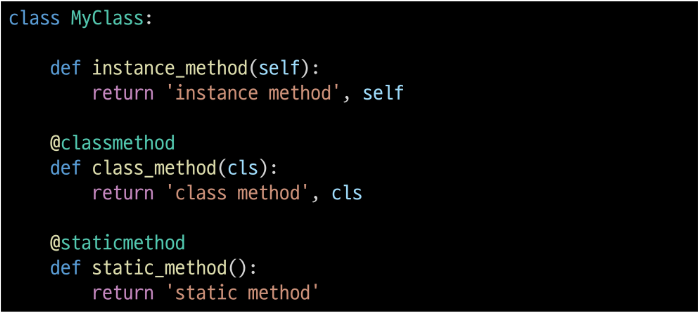 class MyClass:
    def instance_method(self):
        return 'instance method', self
    @classmethod
    def class_method(cls):
        return 'class method', cls
    @staticmethod
    def static_method():
        return 'static method'